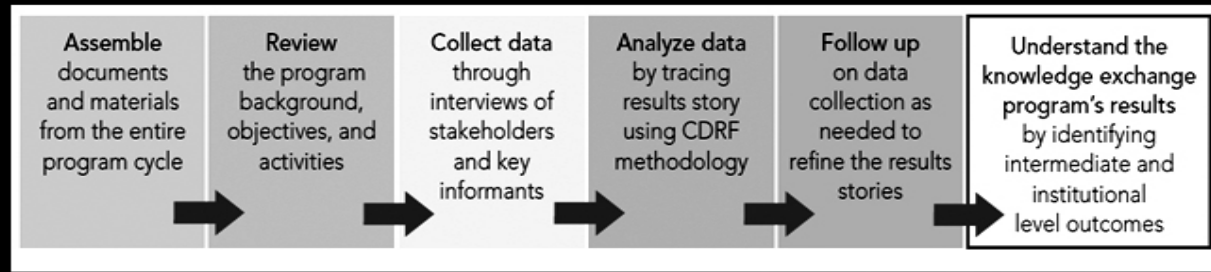 Assemble
documents
and materials
from the entire
program cycle
Review
the program
background,
objectives, and
activities
Collect data
through
interviews of
stakeholders
and key
informants
Analyze data
by tracing
results story
using CDRF
methodology
Follow up
on data
collection as
needed to
refine the results
stories
Understand the
knowledge exchange
program's results
by identifying
intermediate and
institutional
level outcomes